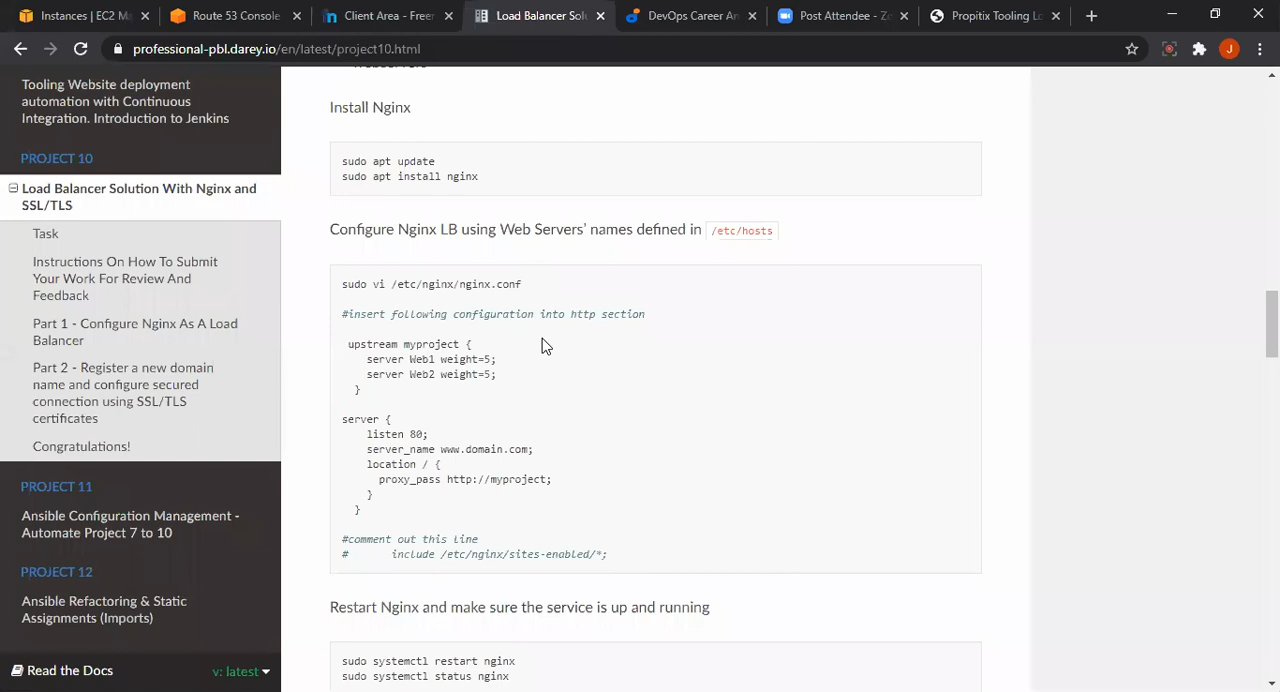 Instances | EC2 Ma
Route 53 Console
Client Area - Freen
Load Balancer Solu
DevOps Career An
Post Attendee - Zo
Propitix Tooling Lo
professional-pbl.darey.io/en/latest/project10.html
J
Tooling Website deployment
automation with Continuous
Integration. Introduction to Jenkins
PROJECT 10
Load Balancer Solution With Nginx and
SSL/TLS
Task
Instructions On How To Submit
Your Work For Review And
Feedback
Part 1 - Configure Nginx As A Load
Balancer
Part 2 - Register a new domain
name and configure secured
connection using SSL/TLS
certificates
Congratulations!
PROJECT 11
Ansible Configuration Management -
Automate Project 7 to 10
PROJECT 12
Ansible Refactoring & Static
Assignments (Imports)
Read the Docs
v: latest
Install Nginx
sudo apt update
sudo apt install nginx
Configure Nginx LB using Web Servers' names defined in /etc/hosts
sudo vi /etc/nginx/nginx.conf
#insert following configuration into http section
upstream myproject {
server Web1 weight=5;
server Web2 weight=5;
}
server {
listen 80;
server_name www.domain.com;
location / {
proxy_pass http://myproject;
}
}
#comment out this line
# include /etc/nginx/sites-enabled/*;
Restart Nginx and make sure the service is up and running
sudo systemctl restart nginx
sudo systemctl status nginx